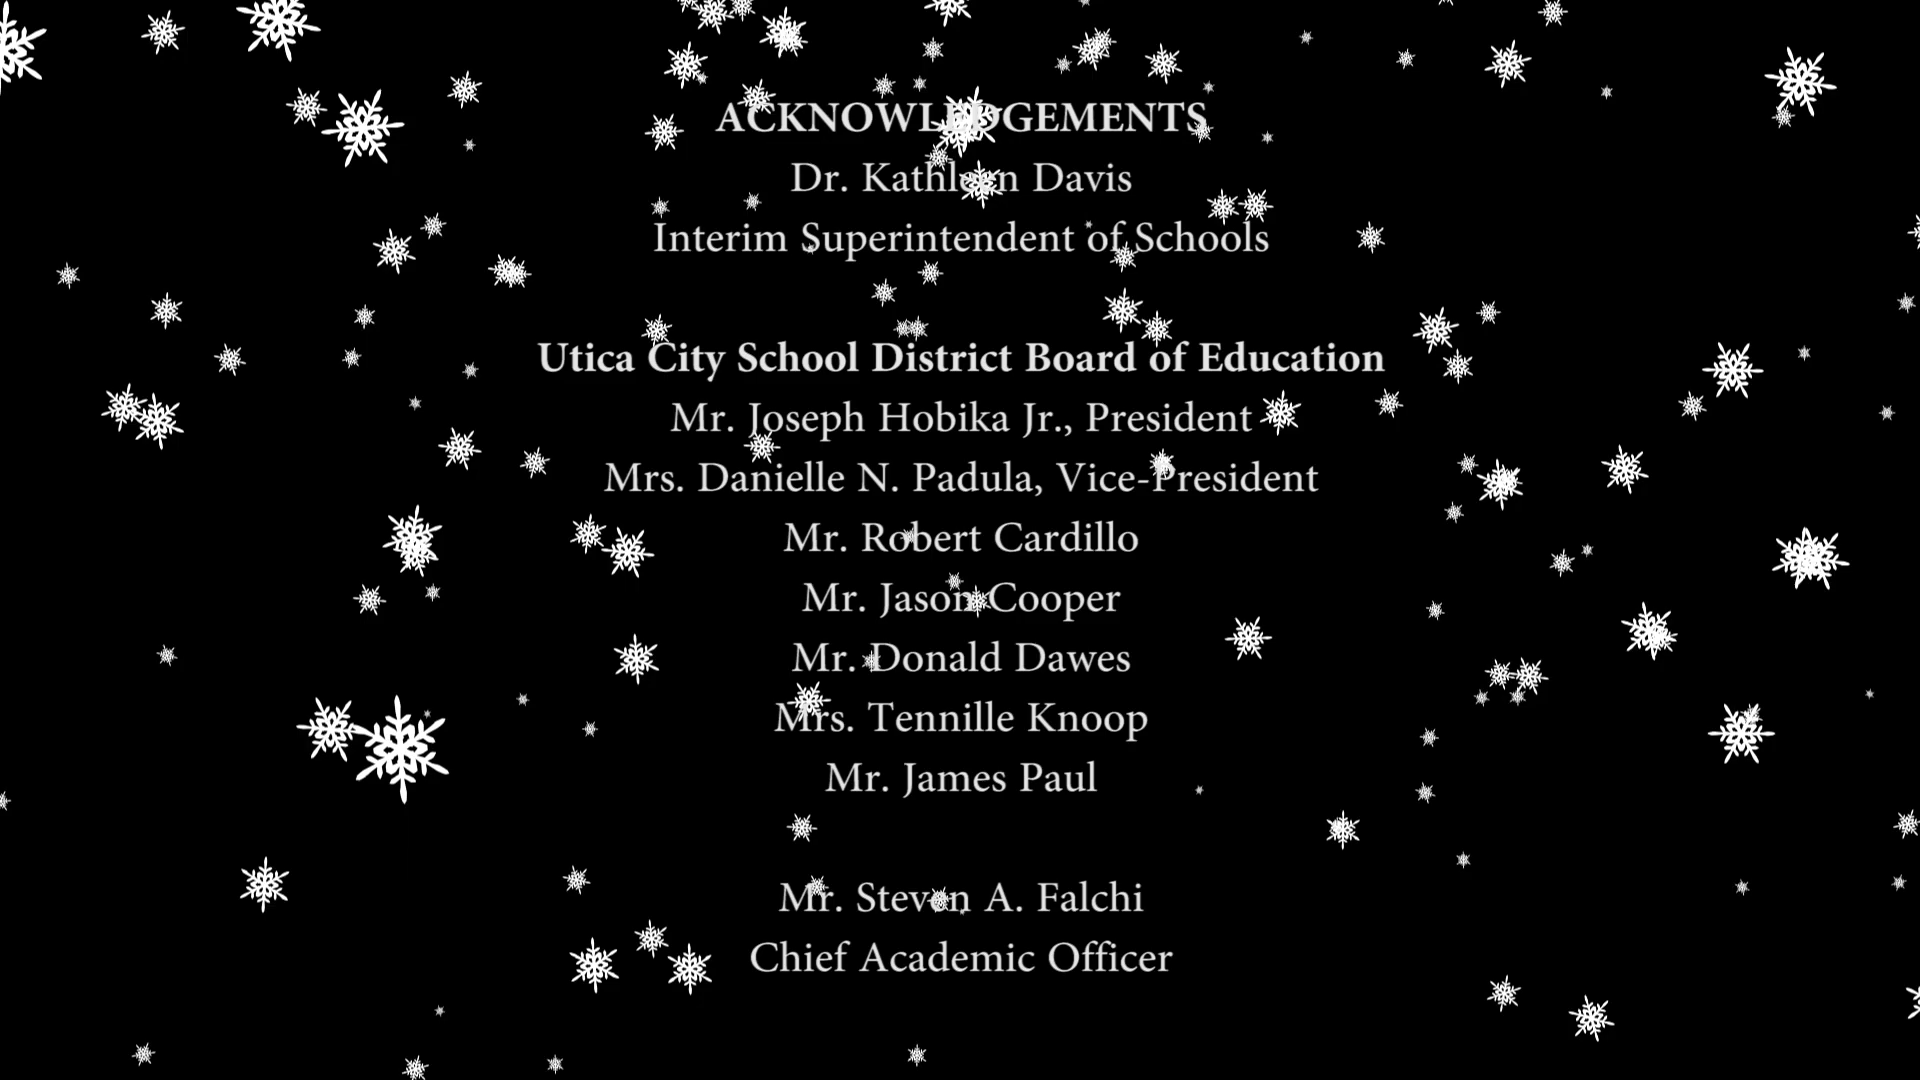 ACKNOWLEDGEMENTS
Dr. Kathleen Davis
Interim Superintendent of Schools
Utica City School District Board of Education
Mr. Joseph Hobika Jr., President
Mrs. Danielle N. Padula, Vice-President
Mr. Robert Cardillo
Mr. Jason Cooper
Mr. Donald Dawes
Mrs. Tennille Knoop
Mr. James Paul
Mr. Steven A. Falchi
Chief Academic Officer